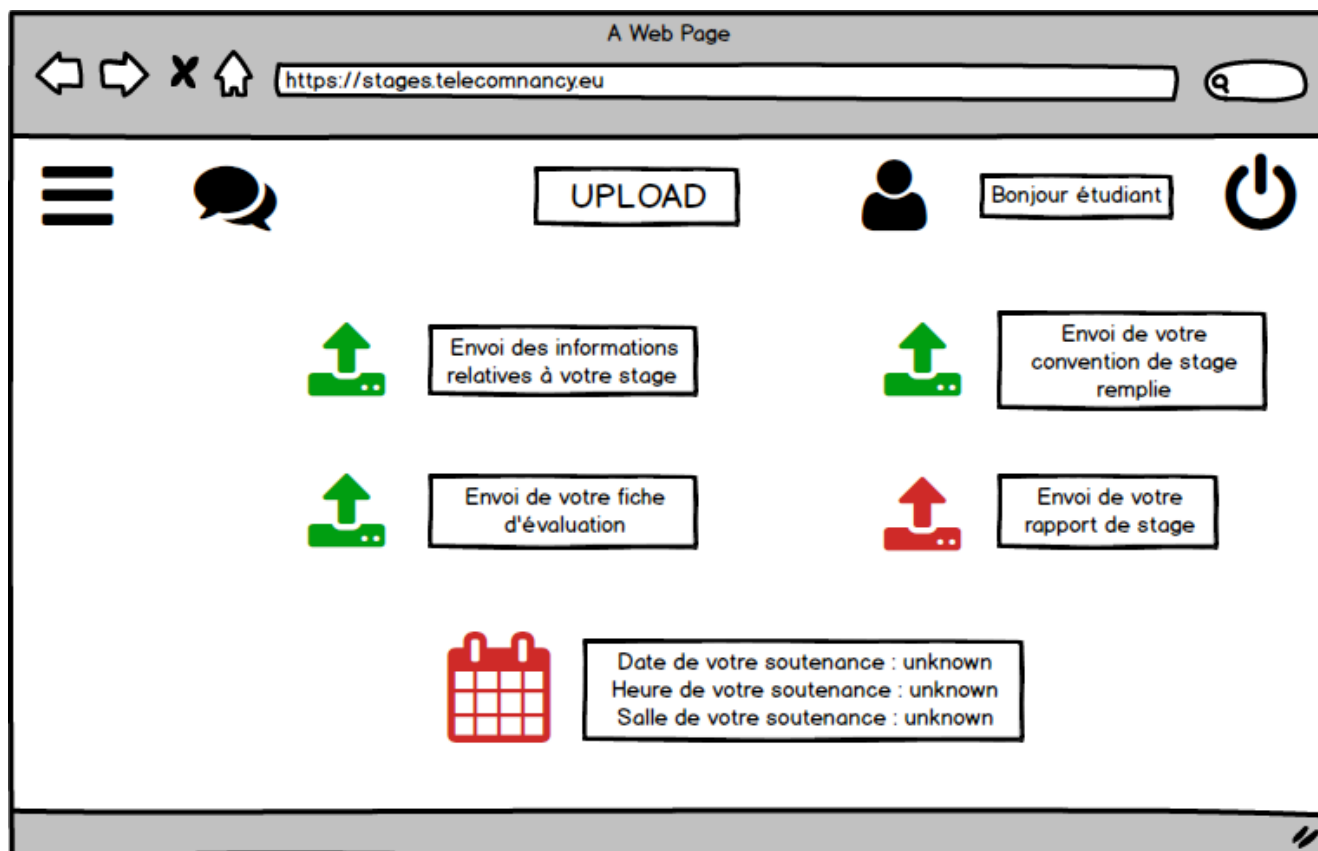 A Web Page
https://stages.telecomnancy.eu
UPLOAD
Bonjour étudiant
Envoi des informations
relatives à votre stage
Envoi de votre
convention de stage
remplie
Envoi de votre fiche
d'évaluation
Envoi de votre
rapport de stage
Date de votre soutenance : unknown
Heure de votre soutenance : unknown
Salle de votre soutenance : unknown